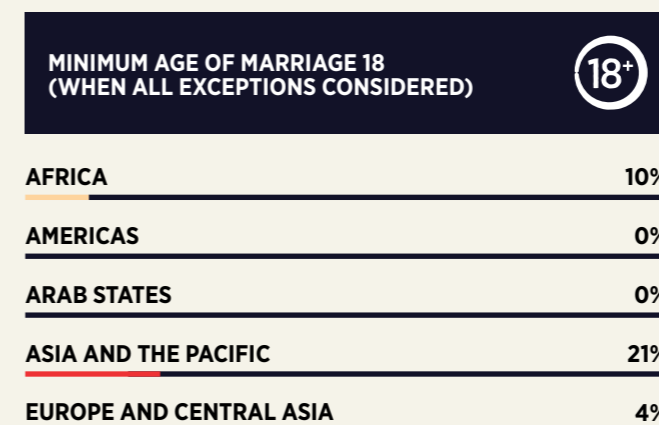 MINIMUM AGE OF MARRIAGE 18
(WHEN ALL EXCEPTIONS CONSIDERED)
18+
AFRICA 10%
AMERICAS 0%
ARAB STATES 0%
ASIA AND THE PACIFIC 21%
EUROPE AND CENTRAL ASIA 4%